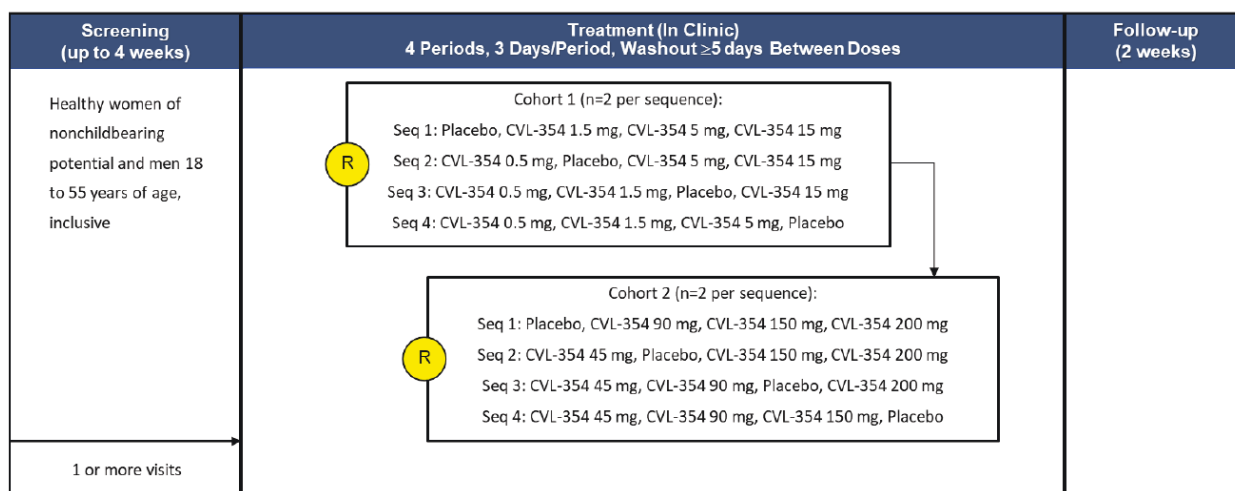 Screening
(up to 4 weeks)
Treatment (In Clinic)
4 Periods, 3 Days/Period, Washout ≥5 days Between Doses
Follow-up
(2 weeks)
Healthy women of
nonchildbearing
potential and men 18
to 55 years of age,
inclusive
1 or more visits
R
Cohort 1 (n=2 per sequence):
Seq 1: Placebo, CVL-354 1.5 mg, CVL-354 5 mg, CVL-354 15 mg
Seq 2: CVL-354 0.5 mg, Placebo, CVL-354 5 mg, CVL-354 15 mg
Seq 3: CVL-354 0.5 mg, CVL-354 1.5 mg, Placebo, CVL-354 15 mg
Seq 4: CVL-354 0.5 mg, CVL-354 1.5 mg, CVL-354 5 mg, Placebo
R
Cohort 2 (n=2 per sequence):
Seq 1: Placebo, CVL-354 90 mg, CVL-354 150 mg, CVL-354 200 mg
Seq 2: CVL-354 45 mg, Placebo, CVL-354 150 mg, CVL-354 200 mg
Seq 3: CVL-354 45 mg, CVL-354 90 mg, Placebo, CVL-354 200 mg
Seq 4: CVL-354 45 mg, CVL-354 90 mg, CVL-354 150 mg, Placebo